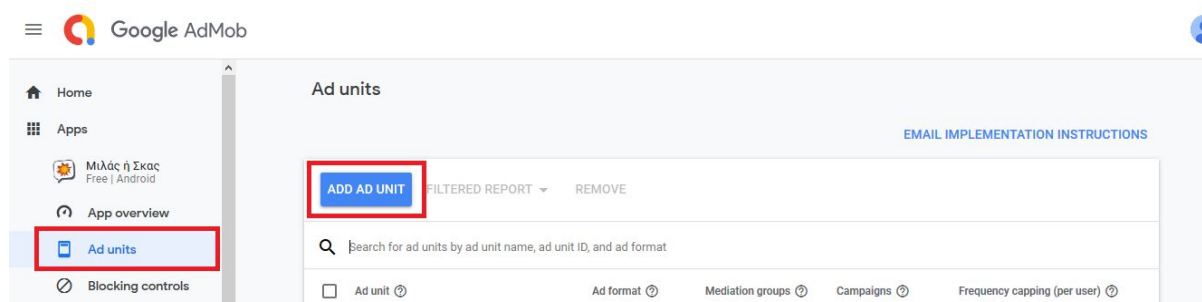 Google AdMob
Home
Apps
Μιλάς ή Σκας
Free | Android
App overview
Ad units
Blocking controls
Ad units
EMAIL IMPLEMENTATION INSTRUCTIONS
ADD AD UNIT FILTERED REPORT REMOVE
Search for ad units by ad unit name, ad unit ID, and ad format
Ad unit Ad format Mediation groups Campaigns Frequency capping (per user)